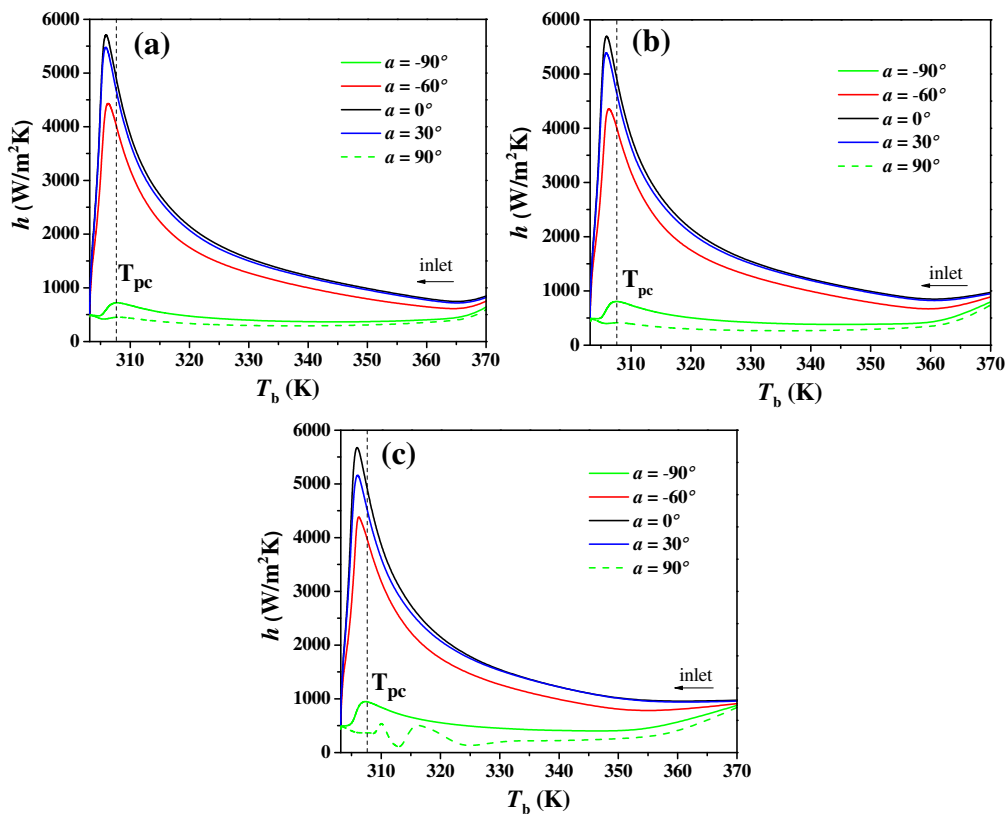 (a)
a = -90°
a = -60°
a = 0°
a = 30°
a = 90°
6000
5000
4000
3000
2000
1000
0
h (W/m²K)
T_pc
inlet
310 320 330 340 350 360 370
T_b (K)
(b)
a = -90°
a = -60°
a = 0°
a = 30°
a = 90°
6000
5000
4000
3000
2000
1000
0
h (W/m²K)
T_pc
inlet
310 320 330 340 350 360 370
T_b (K)
(c)
a = -90°
a = -60°
a = 0°
a = 30°
a = 90°
6000
5000
4000
3000
2000
1000
0
h (W/m²K)
T_pc
inlet
310 320 330 340 350 360 370
T_b (K)